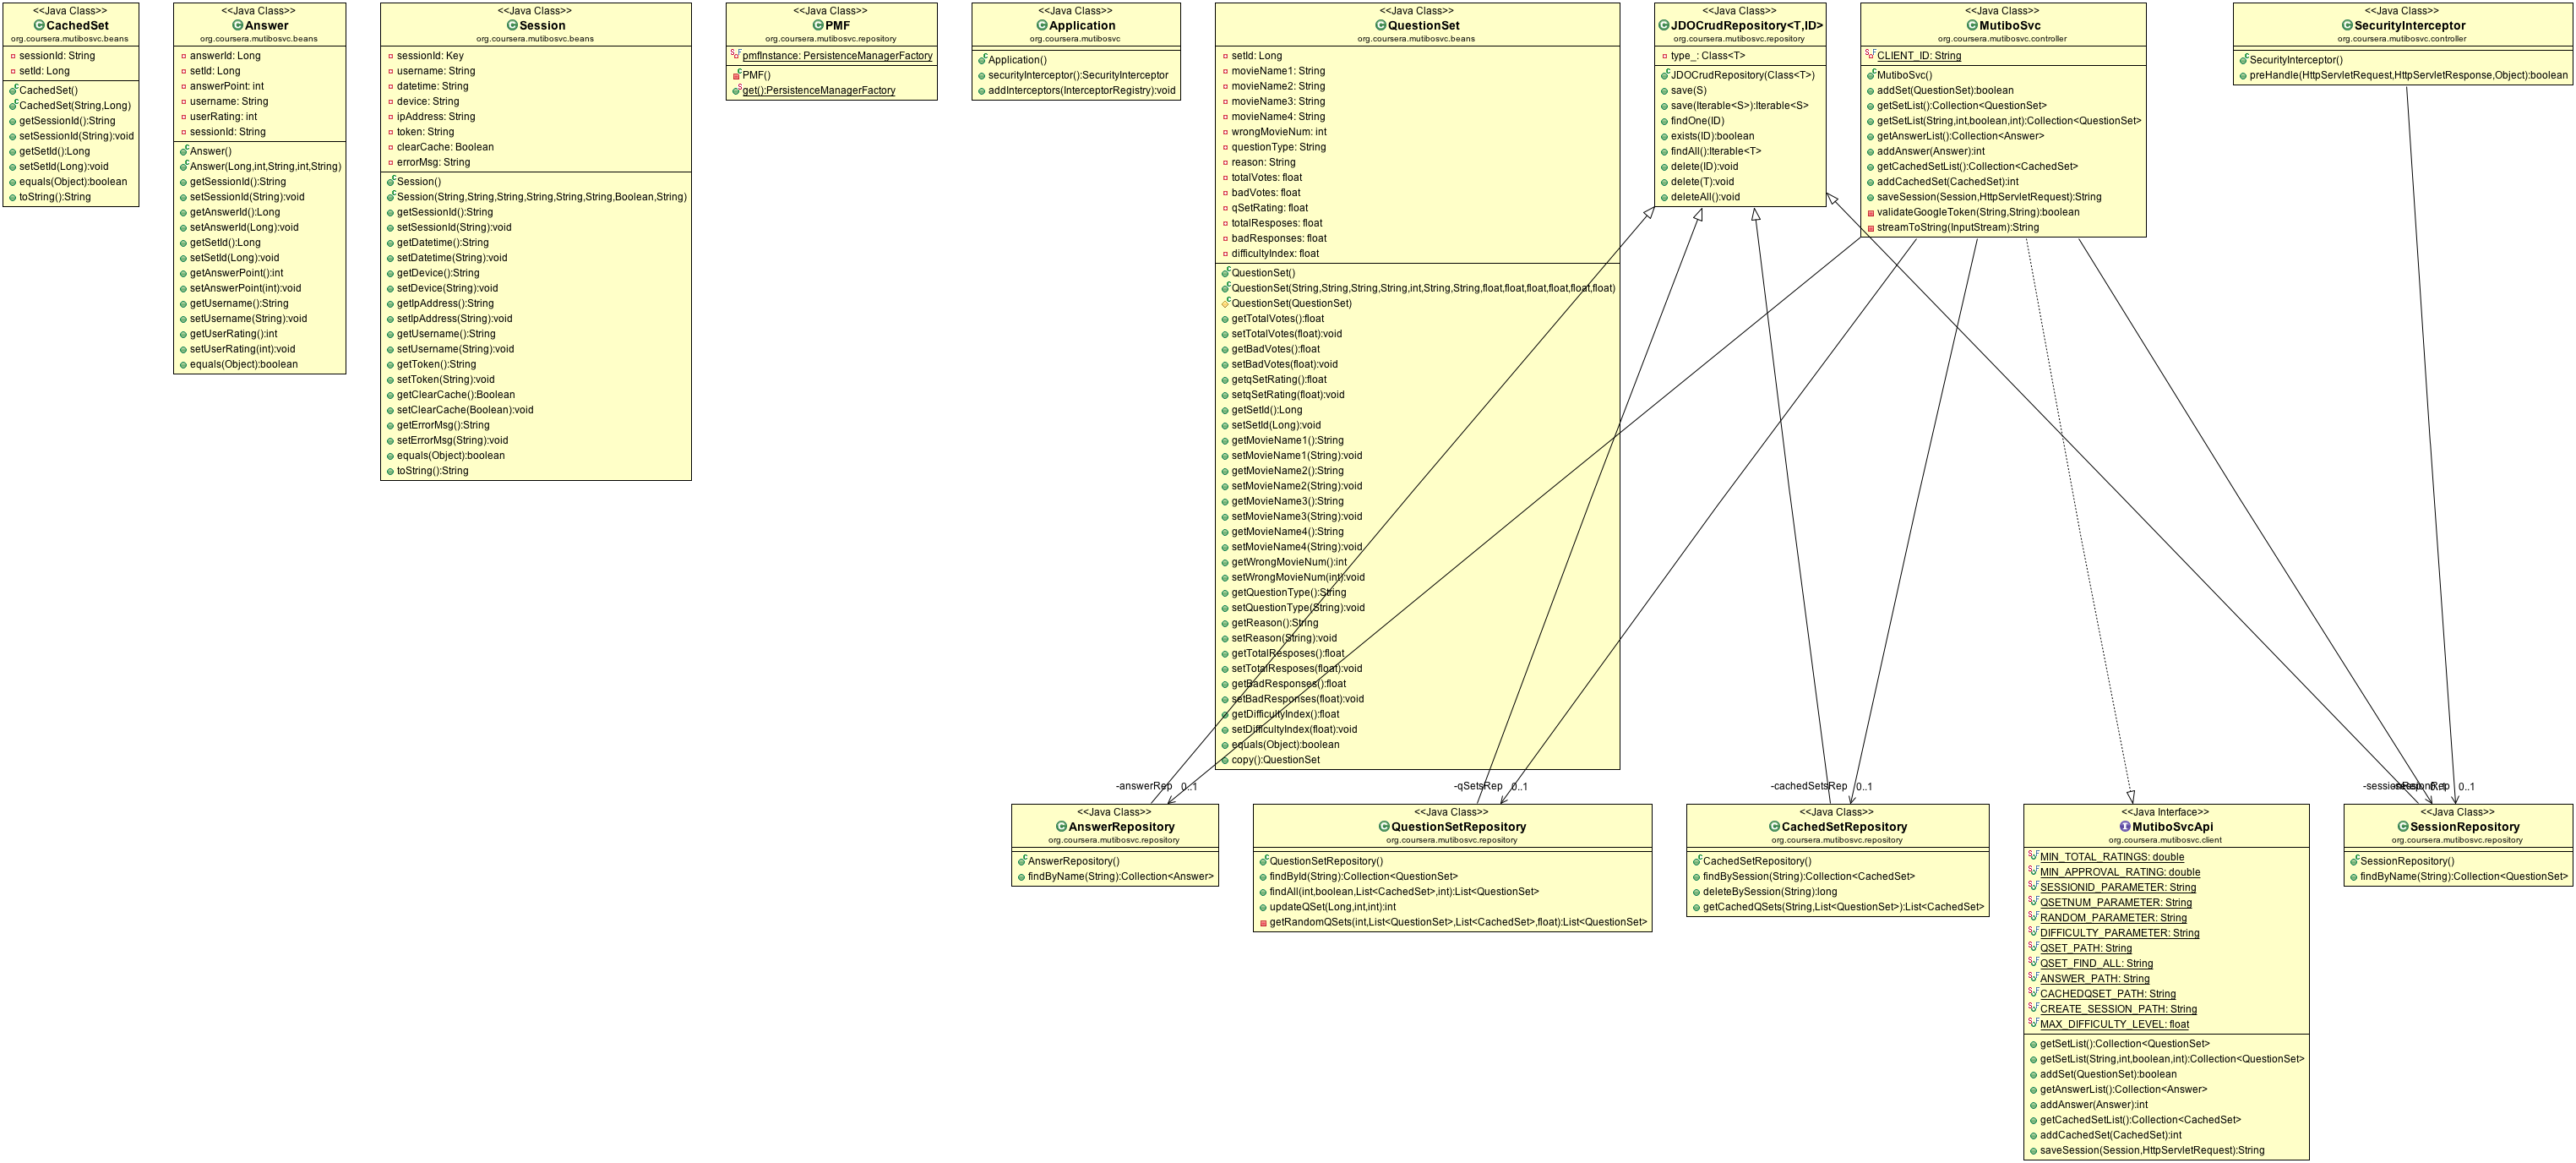 <<Java Class>>
CachedSet
org.coursera.mutibosvc.beans
sessionId: String
setId: Long
CachedSet()
CachedSet(String,Long)
getSessionId():String
setSessionId(String):void
getSetId():Long
setSetId(Long):void
equals(Object):boolean
toString():String
<<Java Class>>
Answer
org.coursera.mutibosvc.beans
answerId: Long
setId: Long
answerPoint: int
username: String
userRating: int
sessionId: String
Answer()
Answer(Long,int,String,int,String)
getSessionId():String
setSessionId(String):void
getAnswerId():Long
setAnswerId(Long):void
getSetId():Long
setSetId(Long):void
getAnswerPoint():int
setAnswerPoint(int):void
getUsername():String
setUsername(String):void
getUserRating():int
setUserRating(int):void
equals(Object):boolean
<<Java Class>>
Session
org.coursera.mutibosvc.beans
sessionId: Key
username: String
datetime: String
device: String
ipAddress: String
token: String
clearCache: Boolean
errorMsg: String
Session()
Session(String,String,String,String,String,String,Boolean,String)
getSessionId():String
setSessionId(String):void
getDatetime():String
setDatetime(String):void
getDevice():String
setDevice(String):void
getIpAddress():String
setIpAddress(String):void
getUsername():String
setUsername(String):void
getToken():String
setToken(String):void
getClearCache():Boolean
setClearCache(Boolean):void
getErrorMsg():String
setErrorMsg(String):void
equals(Object):boolean
toString():String
<<Java Class>>
PMF
org.coursera.mutibosvc.repository
pmfInstance: PersistenceManagerFactory
PMF()
get():PersistenceManagerFactory
<<Java Class>>
Application
org.coursera.mutibosvc
Application()
securityInterceptor():SecurityInterceptor
addInterceptors(InterceptorRegistry):void
<<Java Class>>
QuestionSet
org.coursera.mutibosvc.beans
setId: Long
movieName1: String
movieName2: String
movieName3: String
movieName4: String
wrongMovieNum: int
questionType: String
reason: String
totalVotes: float
badVotes: float
qSetRating: float
totalResposes: float
badResponses: float
difficultyIndex: float
QuestionSet()
QuestionSet(String,String,String,String,int,String,String,float,float,float,float,float,float)
QuestionSet(QuestionSet)
getTotalVotes():float
setTotalVotes(float):void
getBadVotes():float
setBadVotes(float):void
getqSetRating():float
setqSetRating(float):void
getSetId():Long
setSetId(Long):void
getMovieName1():String
setMovieName1(String):void
getMovieName2():String
setMovieName2(String):void
getMovieName3():String
setMovieName3(String):void
getMovieName4():String
setMovieName4(String):void
getWrongMovieNum():int
setWrongMovieNum(int):void
getQuestionType():String
setQuestionType(String):void
getReason():String
setReason(String):void
getTotalResposes():float
setTotalResposes(float):void
getBadResponses():float
setBadResponses(float):void
getDifficultyIndex():float
setDifficultyIndex(float):void
equals(Object):boolean
copy():QuestionSet
<<Java Class>>
JDOCrudRepository<T,ID>
org.coursera.mutibosvc.repository
type_: Class<T>
JDOCrudRepository(Class<T>)
save(S)
save(Iterable<S>):Iterable<S>
findOne(ID)
exists(ID):boolean
findAll():Iterable<T>
delete(ID):void
delete(T):void
deleteAll():void
<<Java Class>>
MutiboSvc
org.coursera.mutibosvc.controller
CLIENT_ID: String
MutiboSvc()
addSet(QuestionSet):boolean
getSetList():Collection<QuestionSet>
getSetList(String,int,boolean,int):Collection<QuestionSet>
getAnswerList():Collection<Answer>
addAnswer(Answer):int
getCachedSetList():Collection<CachedSet>
addCachedSet(CachedSet):int
saveSession(Session,HttpServletRequest):String
validateGoogleToken(String,String):boolean
streamToString(InputStream):String
<<Java Class>>
SecurityInterceptor
org.coursera.mutibosvc.controller
SecurityInterceptor()
preHandle(HttpServletRequest,HttpServletResponse,Object):boolean
-answerRep 0..1
-qSetsRep 0..1
-cachedSetsRep 0..1
-sessionRep 0..1
<<Java Class>>
AnswerRepository
org.coursera.mutibosvc.repository
AnswerRepository()
findByName(String):Collection<Answer>
<<Java Class>>
QuestionSetRepository
org.coursera.mutibosvc.repository
QuestionSetRepository()
findById(String):Collection<QuestionSet>
findAll(int,boolean,List<CachedSet>,int):List<QuestionSet>
updateQSet(Long,int,int):int
getRandomQSets(int,List<QuestionSet>,List<CachedSet>,float):List<QuestionSet>
<<Java Class>>
CachedSetRepository
org.coursera.mutibosvc.repository
CachedSetRepository()
findBySession(String):Collection<CachedSet>
deleteBySession(String):long
getCachedQSets(String,List<QuestionSet>):List<CachedSet>
<<Java Interface>>
MutiboSvcApi
org.coursera.mutibosvc.client
MIN_TOTAL_RATINGS: double
MIN_APPROVAL_RATING: double
SESSIONID_PARAMETER: String
QSETNUM_PARAMETER: String
RANDOM_PARAMETER: String
DIFFICULTY_PARAMETER: String
QSET_PATH: String
QSET_FIND_ALL: String
ANSWER_PATH: String
CACHEDQSET_PATH: String
CREATE_SESSION_PATH: String
MAX_DIFFICULTY_LEVEL: float
getSetList():Collection<QuestionSet>
getSetList(String,int,boolean,int):Collection<QuestionSet>
addSet(QuestionSet):boolean
getAnswerList():Collection<Answer>
addAnswer(Answer):int
getCachedSetList():Collection<CachedSet>
addCachedSet(CachedSet):int
saveSession(Session,HttpServletRequest):String
<<Java Class>>
SessionRepository
org.coursera.mutibosvc.repository
SessionRepository()
findByName(String):Collection<QuestionSet>